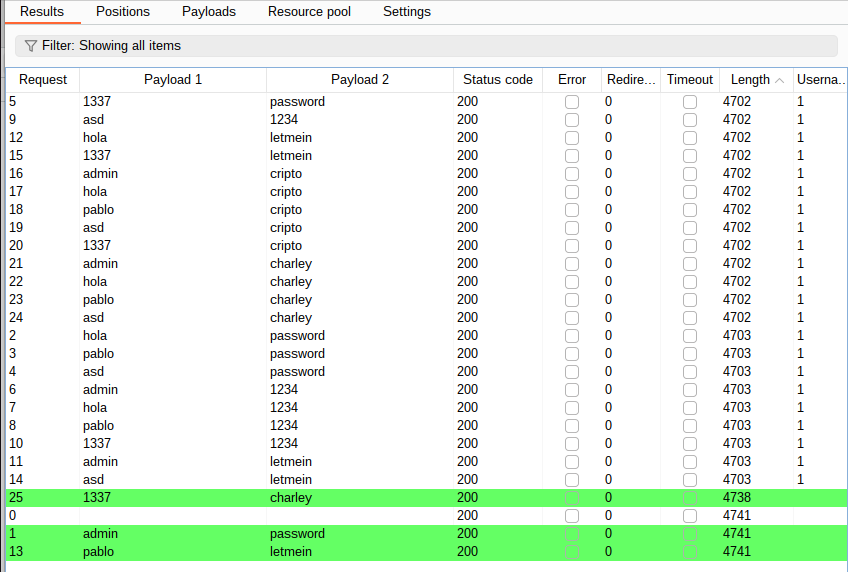 Results Positions Payloads Resource pool Settings
Filter: Showing all items
Request Payload 1 Payload 2 Status code Error Redire... Timeout Length Userna...
5 1337 password 200 0 4702 1
9 asd 1234 200 0 4702 1
12 hola letmein 200 0 4702 1
15 1337 letmein 200 0 4702 1
16 admin cripto 200 0 4702 1
17 hola cripto 200 0 4702 1
18 pablo cripto 200 0 4702 1
19 asd cripto 200 0 4702 1
20 1337 cripto 200 0 4702 1
21 admin charley 200 0 4702 1
22 hola charley 200 0 4702 1
23 pablo charley 200 0 4702 1
24 asd charley 200 0 4702 1
2 hola password 200 0 4703 1
3 pablo password 200 0 4703 1
4 asd password 200 0 4703 1
6 admin 1234 200 0 4703 1
7 hola 1234 200 0 4703 1
8 pablo 1234 200 0 4703 1
10 1337 1234 200 0 4703 1
11 admin letmein 200 0 4703 1
14 asd letmein 200 0 4703 1
25 1337 charley 200 0 4738
0 200 0 4741
1 admin password 200 0 4741
13 pablo letmein 200 0 4741